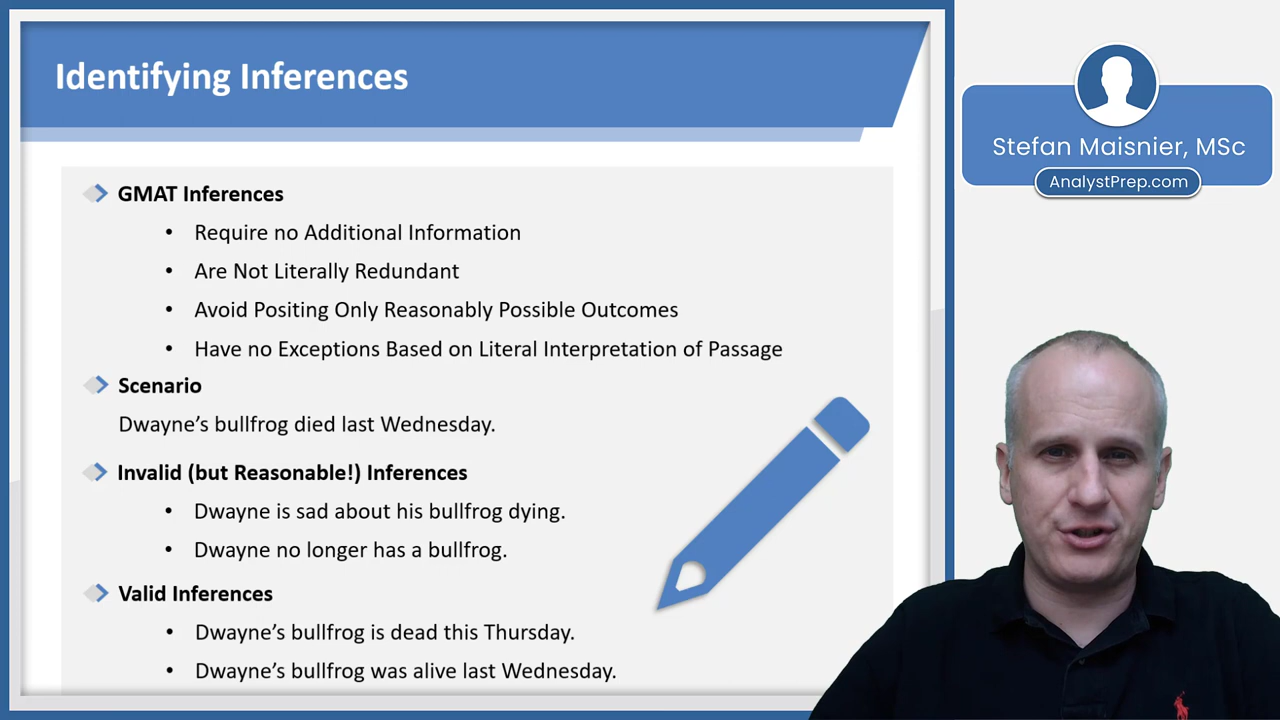 Identifying Inferences
GMAT Inferences
• Require no Additional Information
• Are Not Literally Redundant
• Avoid Positing Only Reasonably Possible Outcomes
• Have no Exceptions Based on Literal Interpretation of Passage
Scenario
Dwayne’s bullfrog died last Wednesday.
Invalid (but Reasonable!) Inferences
• Dwayne is sad about his bullfrog dying.
• Dwayne no longer has a bullfrog.
Valid Inferences
• Dwayne’s bullfrog is dead this Thursday.
• Dwayne’s bullfrog was alive last Wednesday.
Stefan Maisnier, MSc
AnalystPrep.com